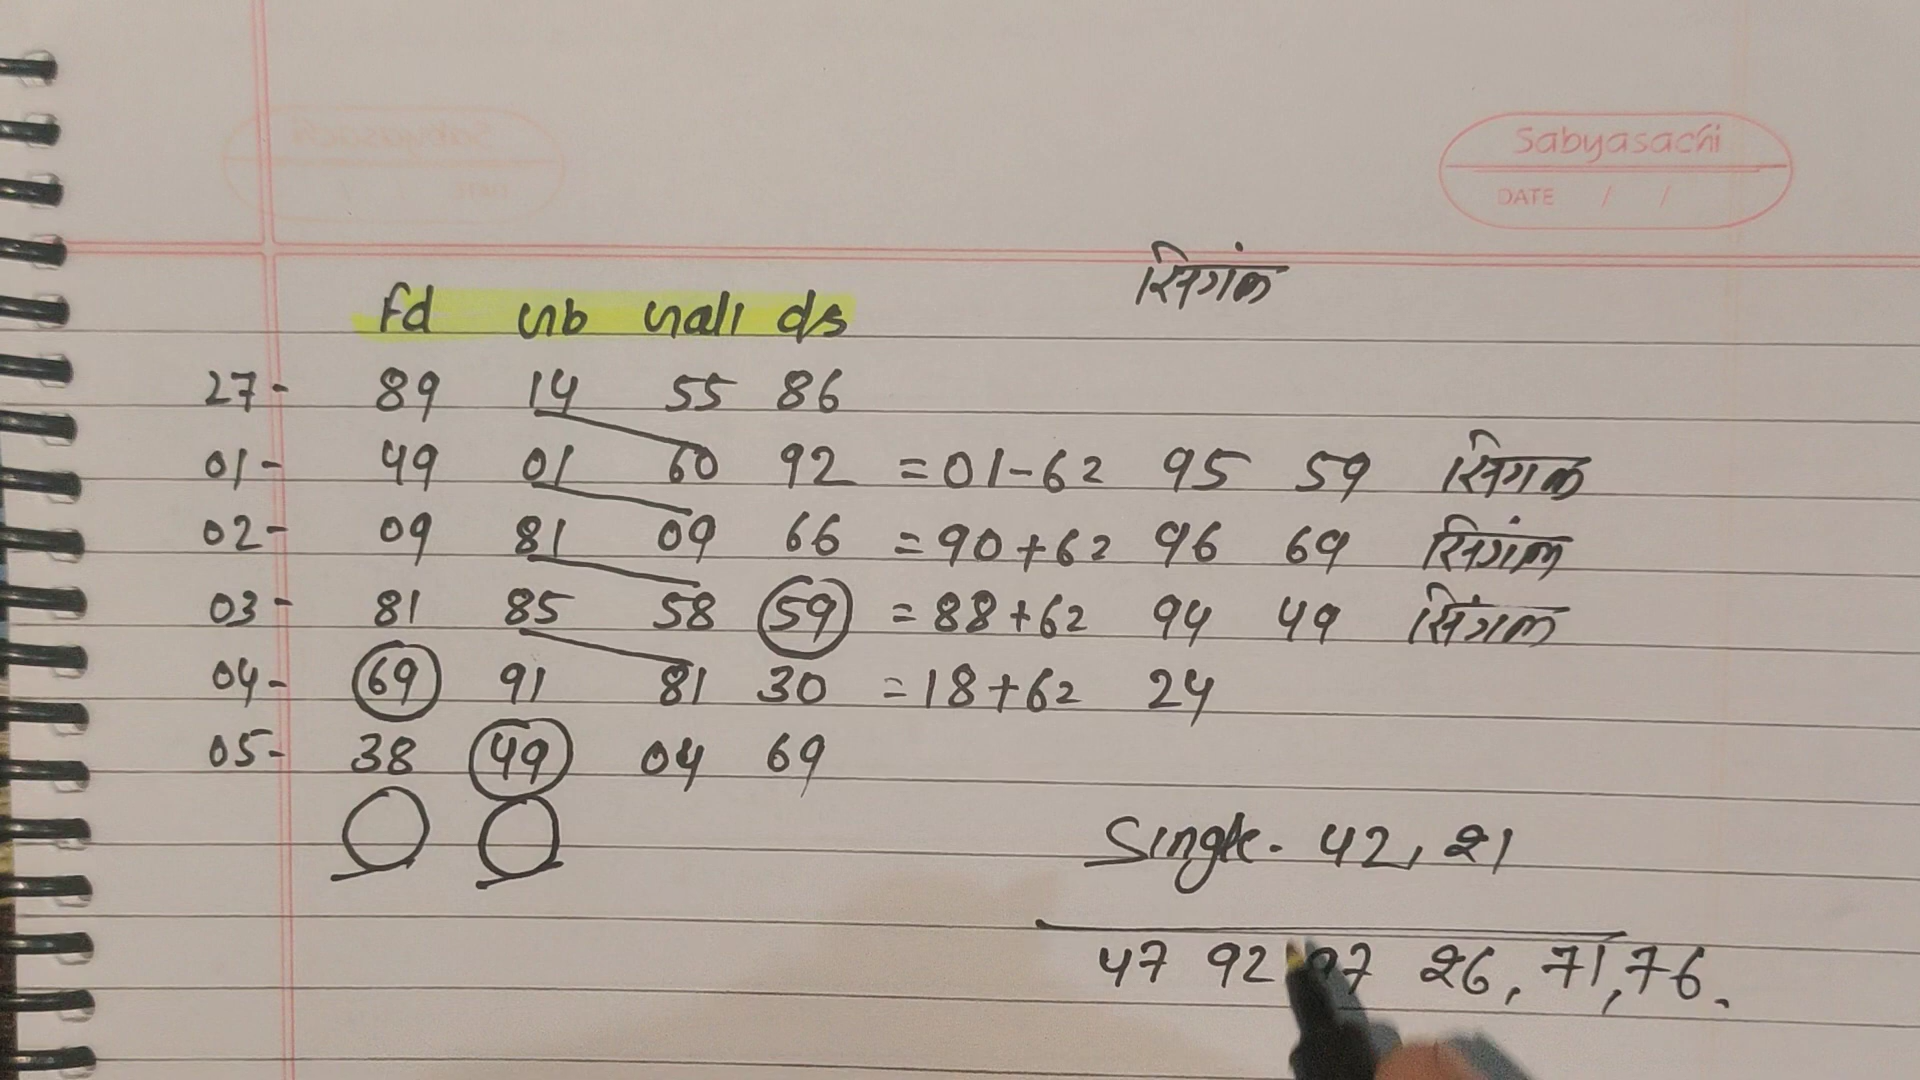 Sabyasachi
DATE / /
सिगंल
Fd gb gali ds
27- 89 14 55 86
01- 49 01 60 92 =01-62 95 59 सिगल
02- 09 81 09 66 =90+62 96 69 सिगंल
03- 81 85 58 59 =88+62 94 49 सिंगल
04- 69 91 81 30 =18+62 24
05- 38 49 04 69
Single. 42, 21
47 92 97 26, 71, 76.